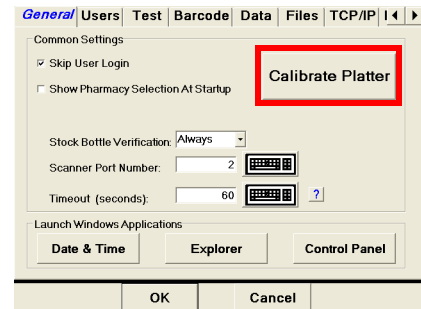 General Users Test Barcode Data Files TCP/IP
Common Settings
Skip User Login
Calibrate Platter
Show Pharmacy Selection At Startup
Stock Bottle Verification: Always
Scanner Port Number: 2
Timeout (seconds): 60 ?
Launch Windows Applications
Date & Time Explorer Control Panel
OK Cancel